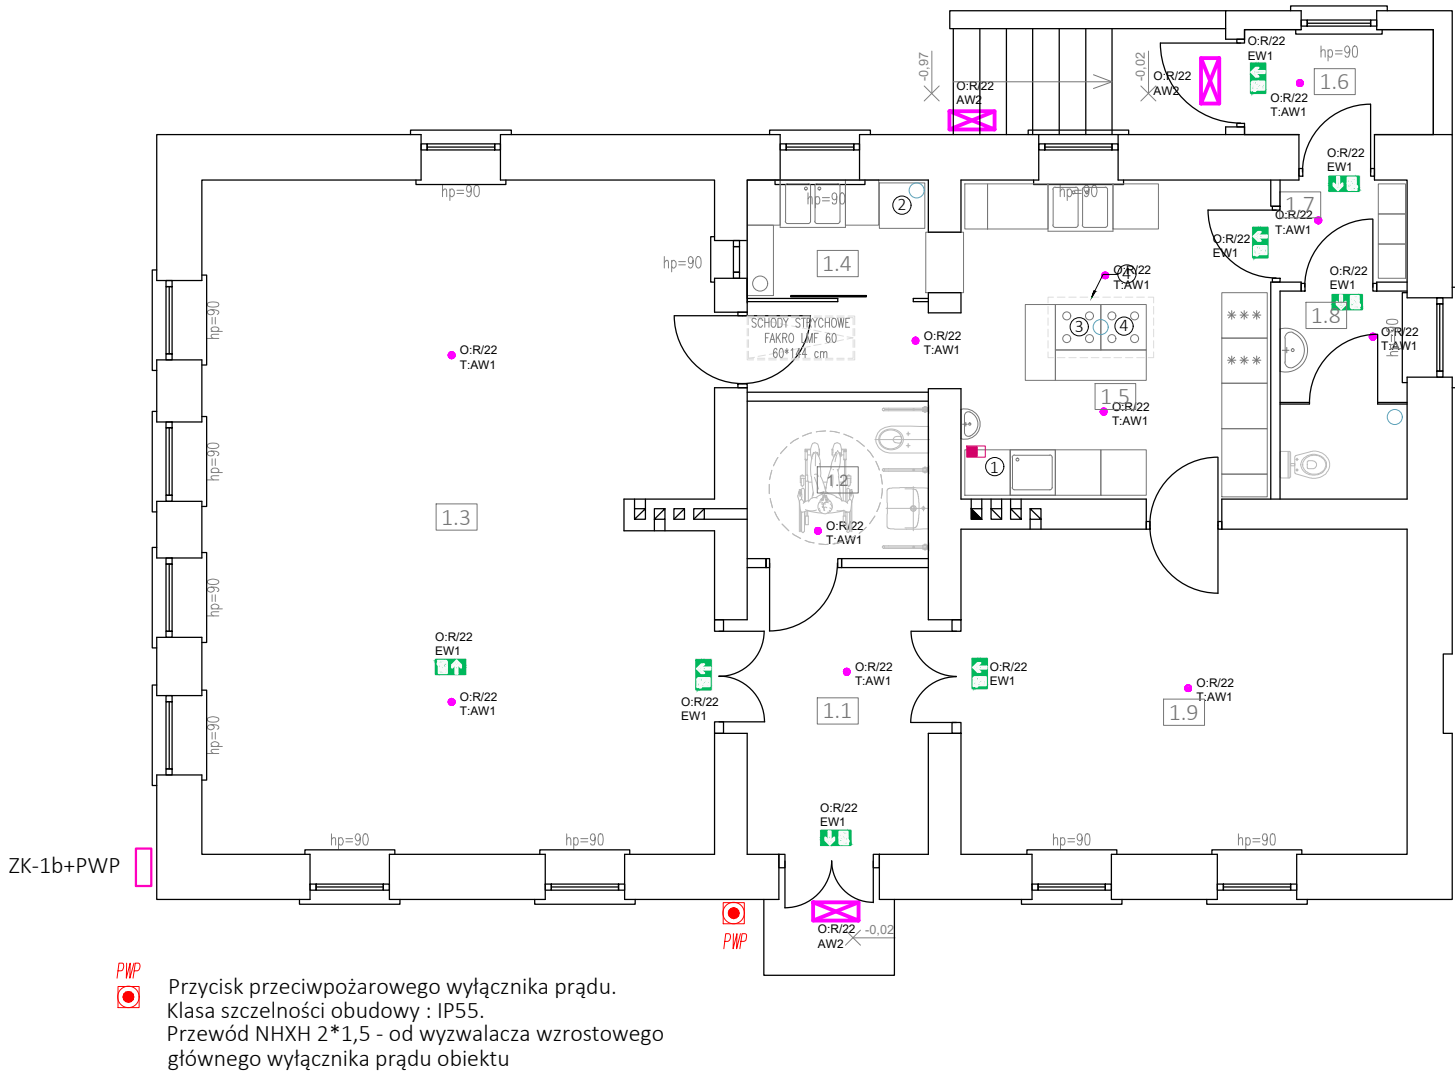 O:R/22
EW1
hp=90
1.6
-0,97
-0,02
O:R/22
AW2
O:R/22
AW2
O:R/22
T:AW1
O:R/22
EW1
hp=90
hp=90
hp=90
2
1.7
O:R/22
T:AW1
O:R/22
EW1
hp=90
1.4
O:R/22
T:AW1
4
O:R/22
EW1
hp=90
SCHODY STRYCHOWE
FAKRO LMF 60
60*144 cm
3
4
1.8
hp=90
O:R/22
T:AW1
O:R/22
T:AW1
O:R/22
T:AW1
1.5
O:R/22
T:AW1
hp=90
1
1.2
1.3
O:R/22
T:AW1
hp=90
O:R/22
EW1
O:R/22
EW1
O:R/22
T:AW1
O:R/22
EW1
O:R/22
T:AW1
O:R/22
T:AW1
1.1
1.9
hp=90
O:R/22
EW1
hp=90
hp=90
hp=90
hp=90
ZK-1b+PWP
PWP
O:R/22
AW2
-0,02
PWP
Przycisk przeciwpożarowego wyłącznika prądu.
Klasa szczelności obudowy : IP55.
Przewód NHXH 2*1,5 - od wyzwalacza wzrostowego
głównego wyłącznika prądu obiektu